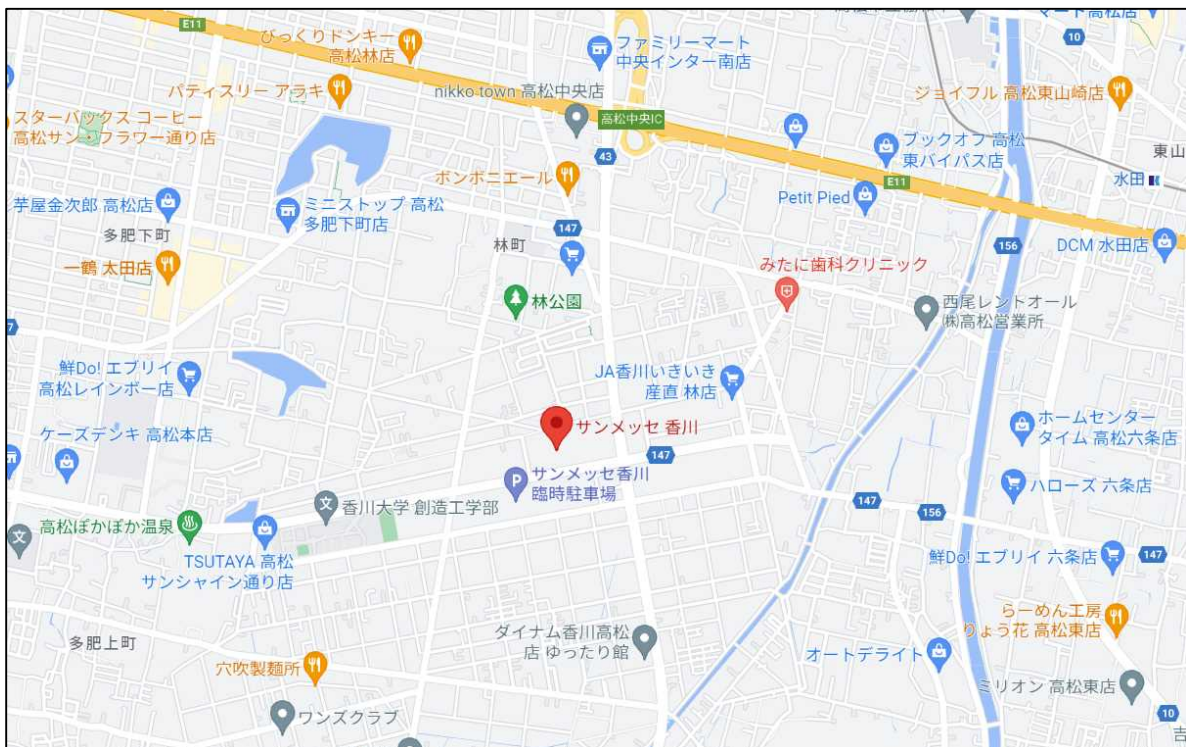 E11
びっくりドンキー
高松林店
ファミリーマート
中央インター南店
10
マート高松店
パティスリー アラキ
nikko town 高松中央店
高松中央IC
ジョイフル 高松東山崎店
スターバックス コーヒー
高松サン・フラワー通り店
43
ブックオフ 高松
東バイパス店
東山
ボンボニエール
E11
水田
芋屋金次郎 高松店
ミニストップ 高松
多肥下町店
Petit Pied
多肥下町
147
林町
156
DCM 水田店
一鶴 太田店
みたに歯科クリニック
林公園
西尾レントオール
㈱高松営業所
7
鮮Do! エブリイ
高松レインボー店
JA香川いきいき
産直 林店
サンメッセ 香川
ホームセンター
タイム 高松六条店
ケーズデンキ 高松本店
147
サンメッセ香川
臨時駐車場
ハローズ 六条店
文
香川大学 創造工学部
147
156
高松ぽかぽか温泉
文
TSUTAYA 高松
サンシャイン通り店
鮮Do! エブリイ 六条店
147
らーめん工房
りょう花 高松東店
多肥上町
ダイナム香川高松
店 ゆったり館
オートデライト
穴吹製麺所
ミリオン 高松東店
ワンズクラブ
10
吉